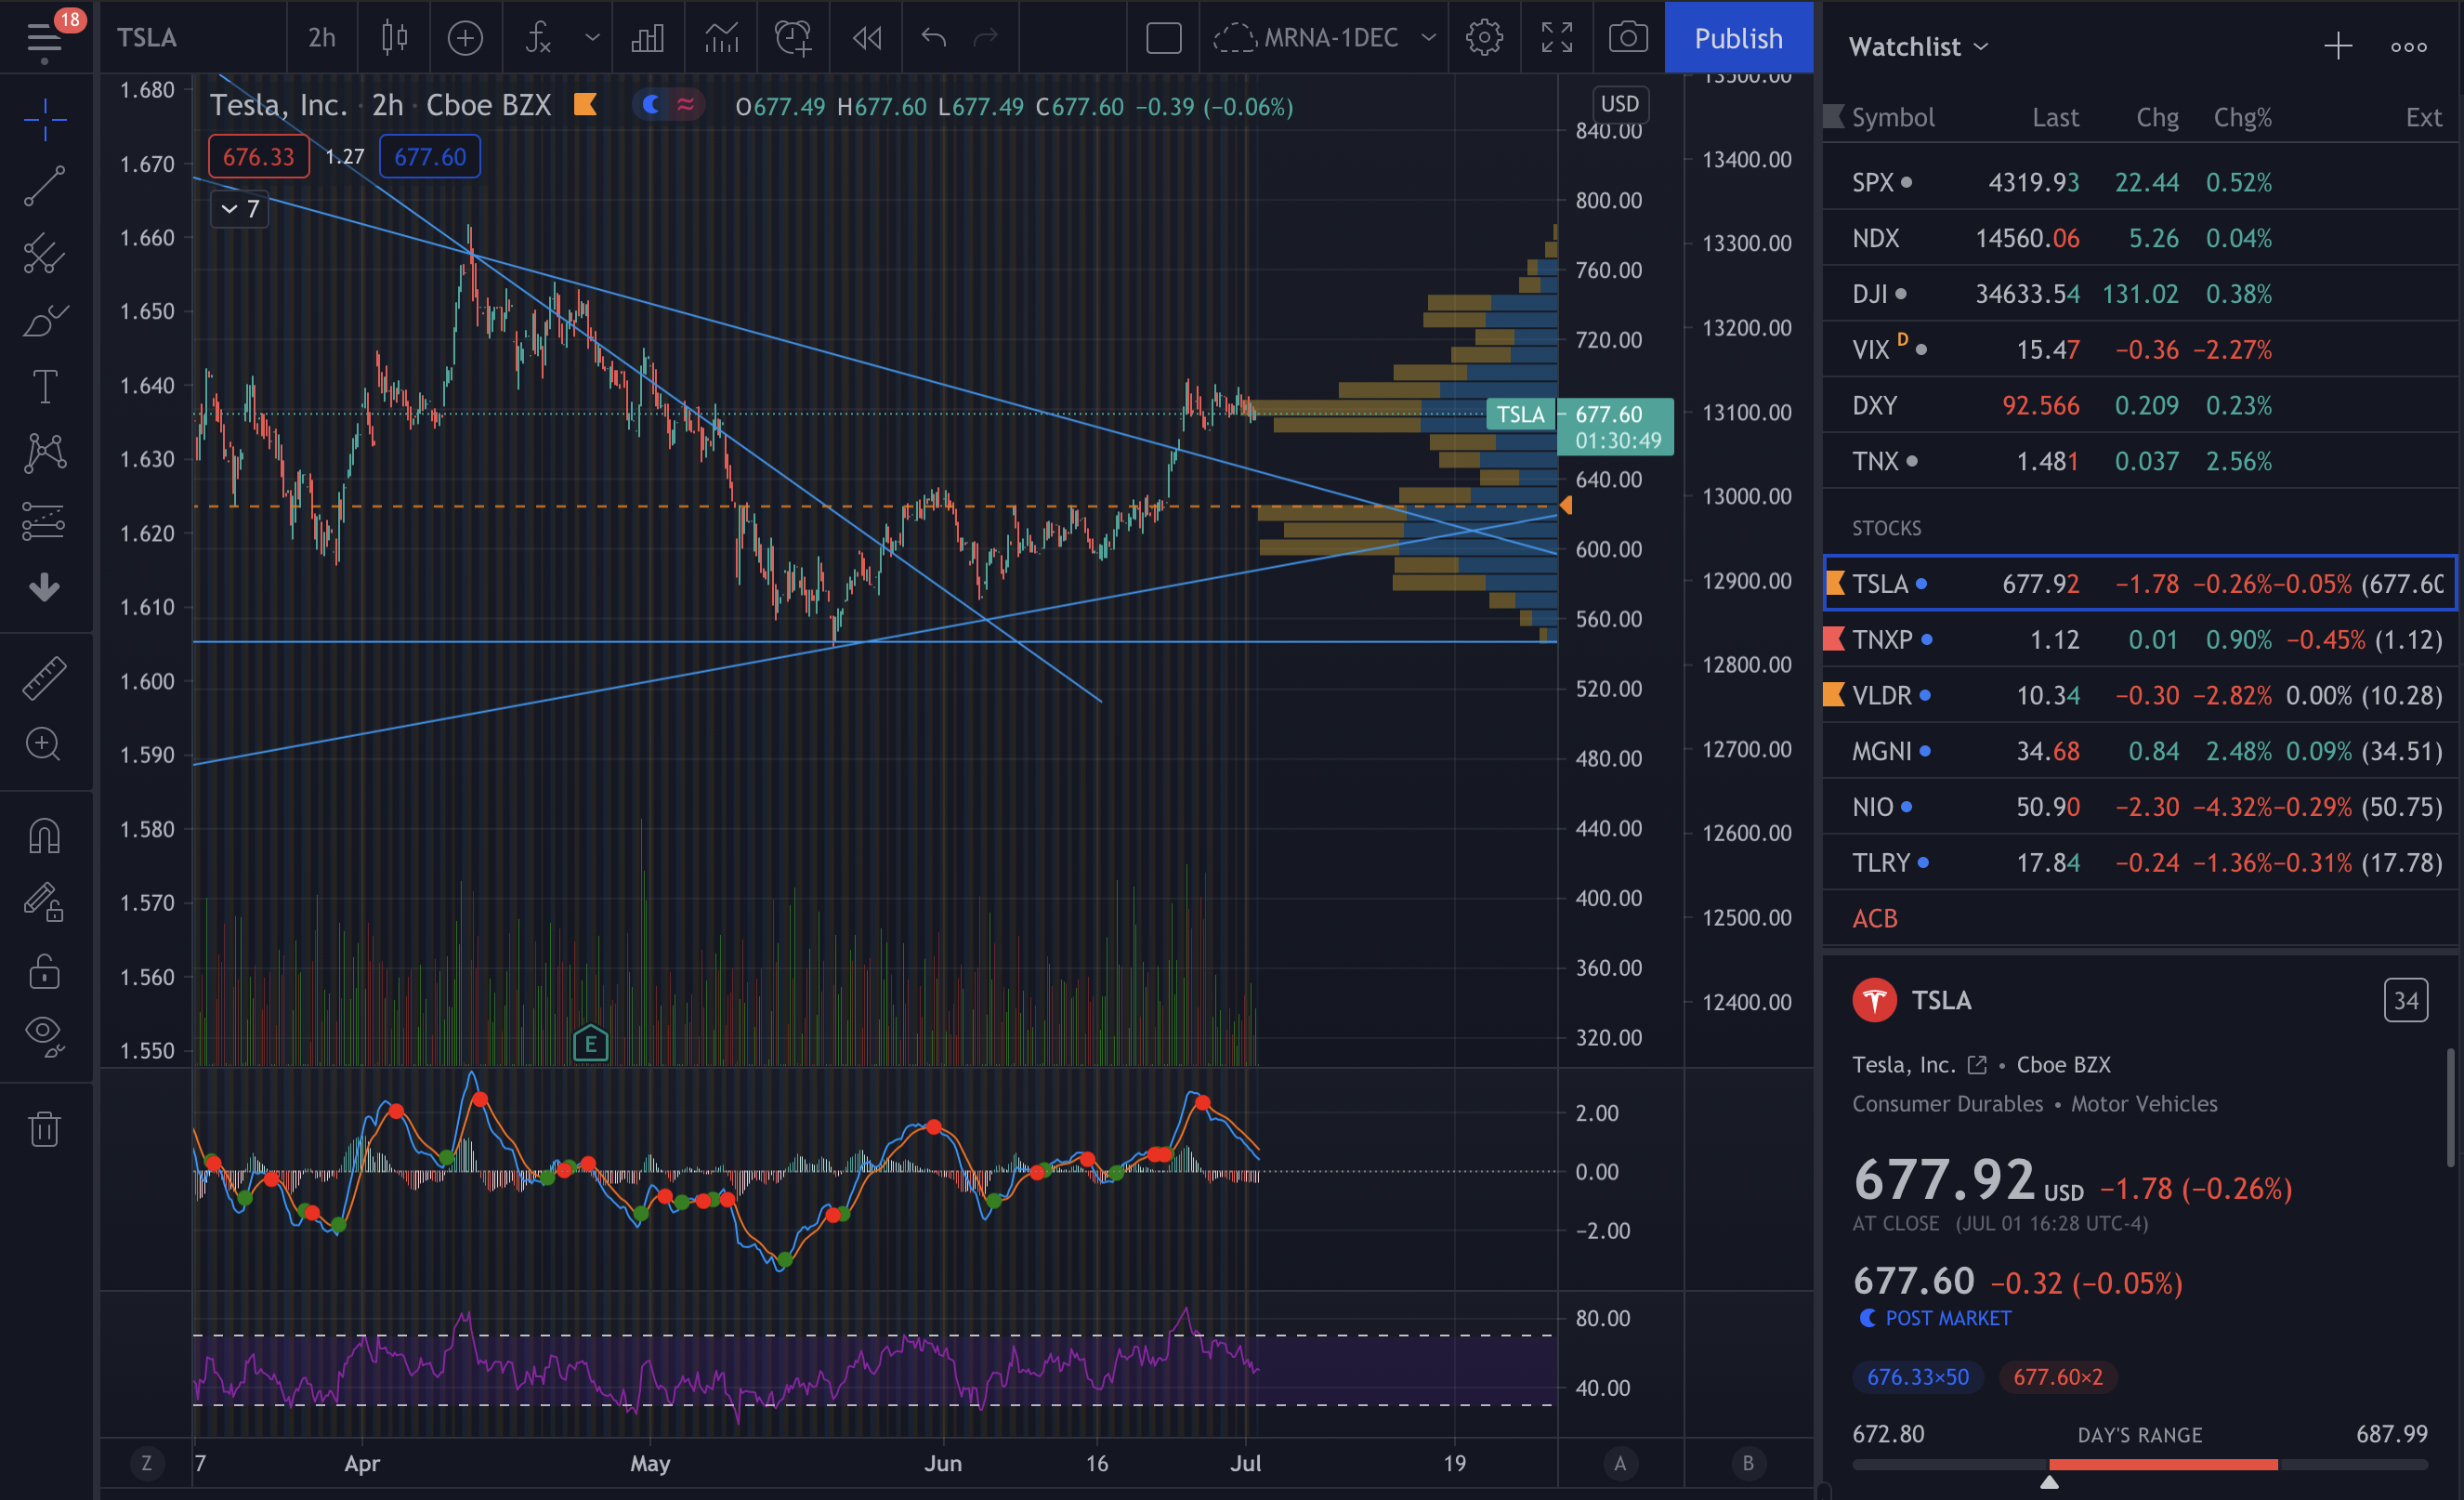 18
TSLA 2h MRNA-1DEC Publish
Tesla, Inc. · 2h · Cboe BZX O677.49 H677.60 L677.49 C677.60 −0.39 (−0.06%)
676.33 1.27 677.60
7
1.680
1.670
1.660
1.650
1.640
1.630
1.620
1.610
1.600
1.590
1.580
1.570
1.560
1.550
USD
840.00
800.00
760.00
720.00
TSLA 677.60
01:30:49
640.00
600.00
560.00
520.00
480.00
440.00
400.00
360.00
320.00
2.00
0.00
−2.00
80.00
40.00
13500.00
13400.00
13300.00
13200.00
13100.00
13000.00
12900.00
12800.00
12700.00
12600.00
12500.00
12400.00
E
Z 7 Apr May Jun 16 Jul 19 A B
Watchlist
Symbol Last Chg Chg% Ext
SPX 4319.93 22.44 0.52%
NDX 14560.06 5.26 0.04%
DJI 34633.54 131.02 0.38%
VIX D 15.47 −0.36 −2.27%
DXY 92.566 0.209 0.23%
TNX 1.481 0.037 2.56%
STOCKS
TSLA 677.92 −1.78 −0.26% −0.05% (677.60
TNXP 1.12 0.01 0.90% −0.45% (1.12)
VLDR 10.34 −0.30 −2.82% 0.00% (10.28)
MGNI 34.68 0.84 2.48% 0.09% (34.51)
NIO 50.90 −2.30 −4.32% −0.29% (50.75)
TLRY 17.84 −0.24 −1.36% −0.31% (17.78)
ACB
TSLA 34
Tesla, Inc. • Cboe BZX
Consumer Durables • Motor Vehicles
677.92 USD −1.78 (−0.26%)
AT CLOSE (JUL 01 16:28 UTC-4)
677.60 −0.32 (−0.05%)
POST MARKET
676.33×50 677.60×2
672.80 DAY'S RANGE 687.99